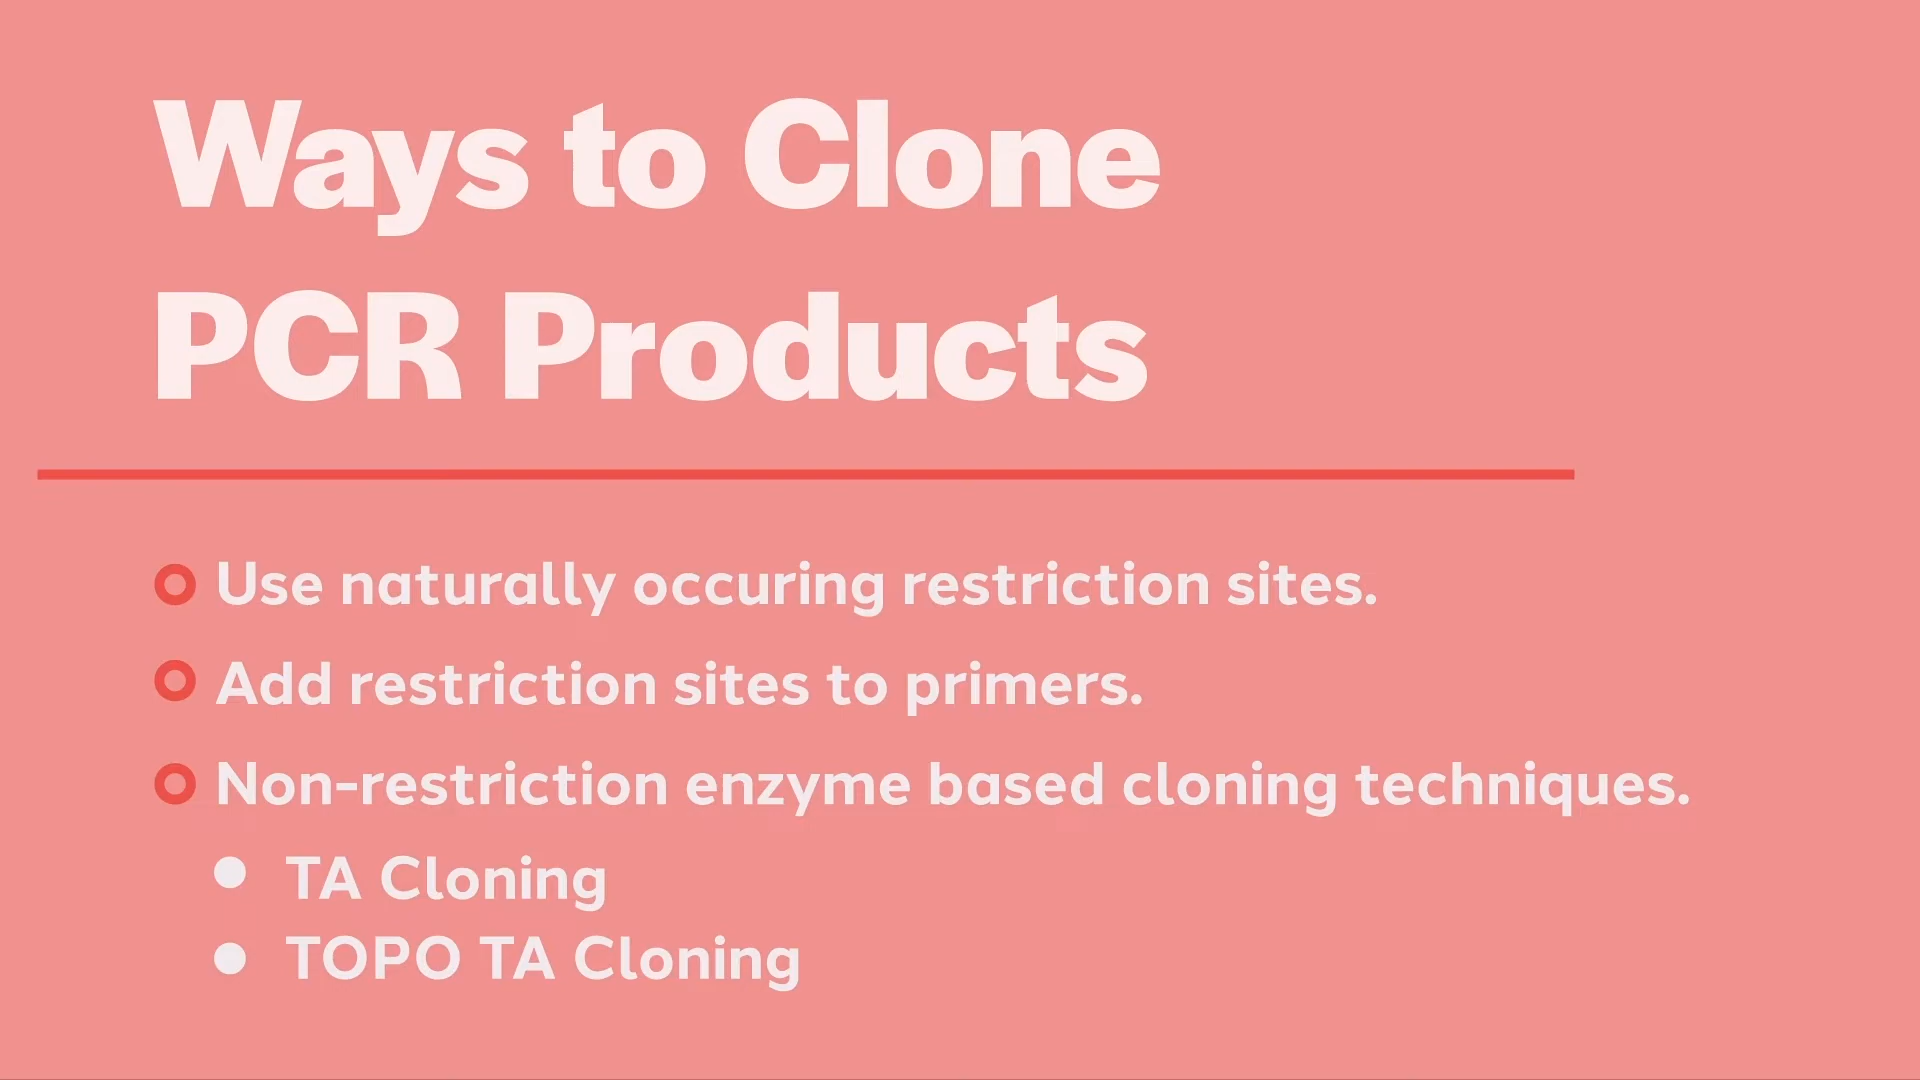 Ways to Clone
PCR Products
Use naturally occuring restriction sites.
Add restriction sites to primers.
Non-restriction enzyme based cloning techniques.
TA Cloning
TOPO TA Cloning